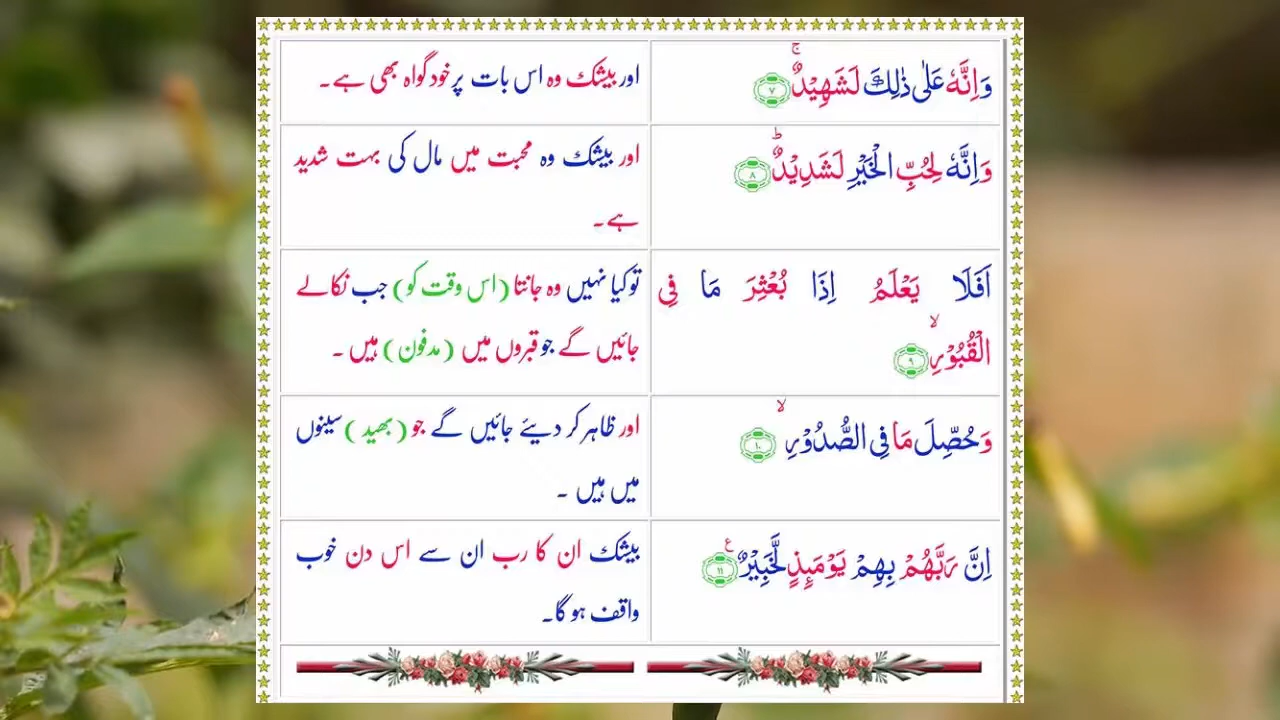 وَاِنَّهٗ عَلٰی ذٰلِكَ لَشَهِیْدٌۚ ﴿۷﴾
اور بیشک وہ اس بات پر خود گواہ بھی ہے۔
وَاِنَّهٗ لِحُبِّ الْخَیْرِ لَشَدِیْدٌؕ ﴿۸﴾
اور بیشک وہ محبت میں مال کی بہت شدید
ہے۔
اَفَلَا یَعْلَمُ اِذَا بُعْثِرَ مَا فِی
الْقُبُوْرِۙ ﴿۹﴾
تو کیا نہیں وہ جانتا (اس وقت کو) جب نکالے
جائیں گے جو قبروں میں (مدفون) ہیں۔
وَحُصِّلَ مَا فِی الصُّدُوْرِۙ ﴿۱۰﴾
اور ظاہر کر دیئے جائیں گے جو (بھید) سینوں
میں ہیں۔
اِنَّ رَبَّهُمْ بِهِمْ یَوْمَىِٕذٍ لَّخَبِیْرٌ۠ ﴿۱۱﴾ ع
بیشک ان کا رب ان سے اس دن خوب
واقف ہو گا۔